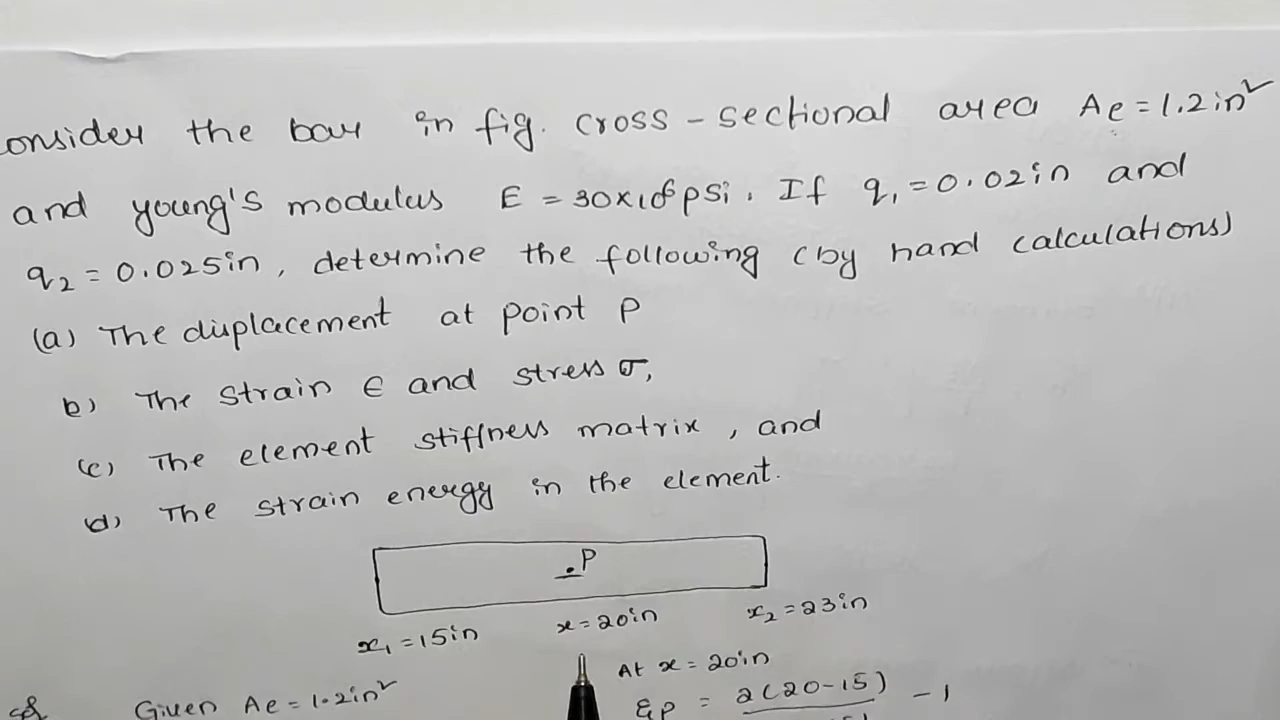 onsider the bar in fig. cross-sectional area Ae = 1.2in²
and young's modulus E = 30×10⁶psi. If q₁ = 0.02in and
q₂ = 0.025in, determine the following (by hand calculations)
(a) The displacement at point P
b) The strain ϵ and stress σ,
(c) The element stiffness matrix, and
d) The strain energy in the element.
.P
x₁ = 15in x = 20in x₂ = 23in
At x = 20in
Given Ae = 1.2in² ξp = 2(20-15) - 1